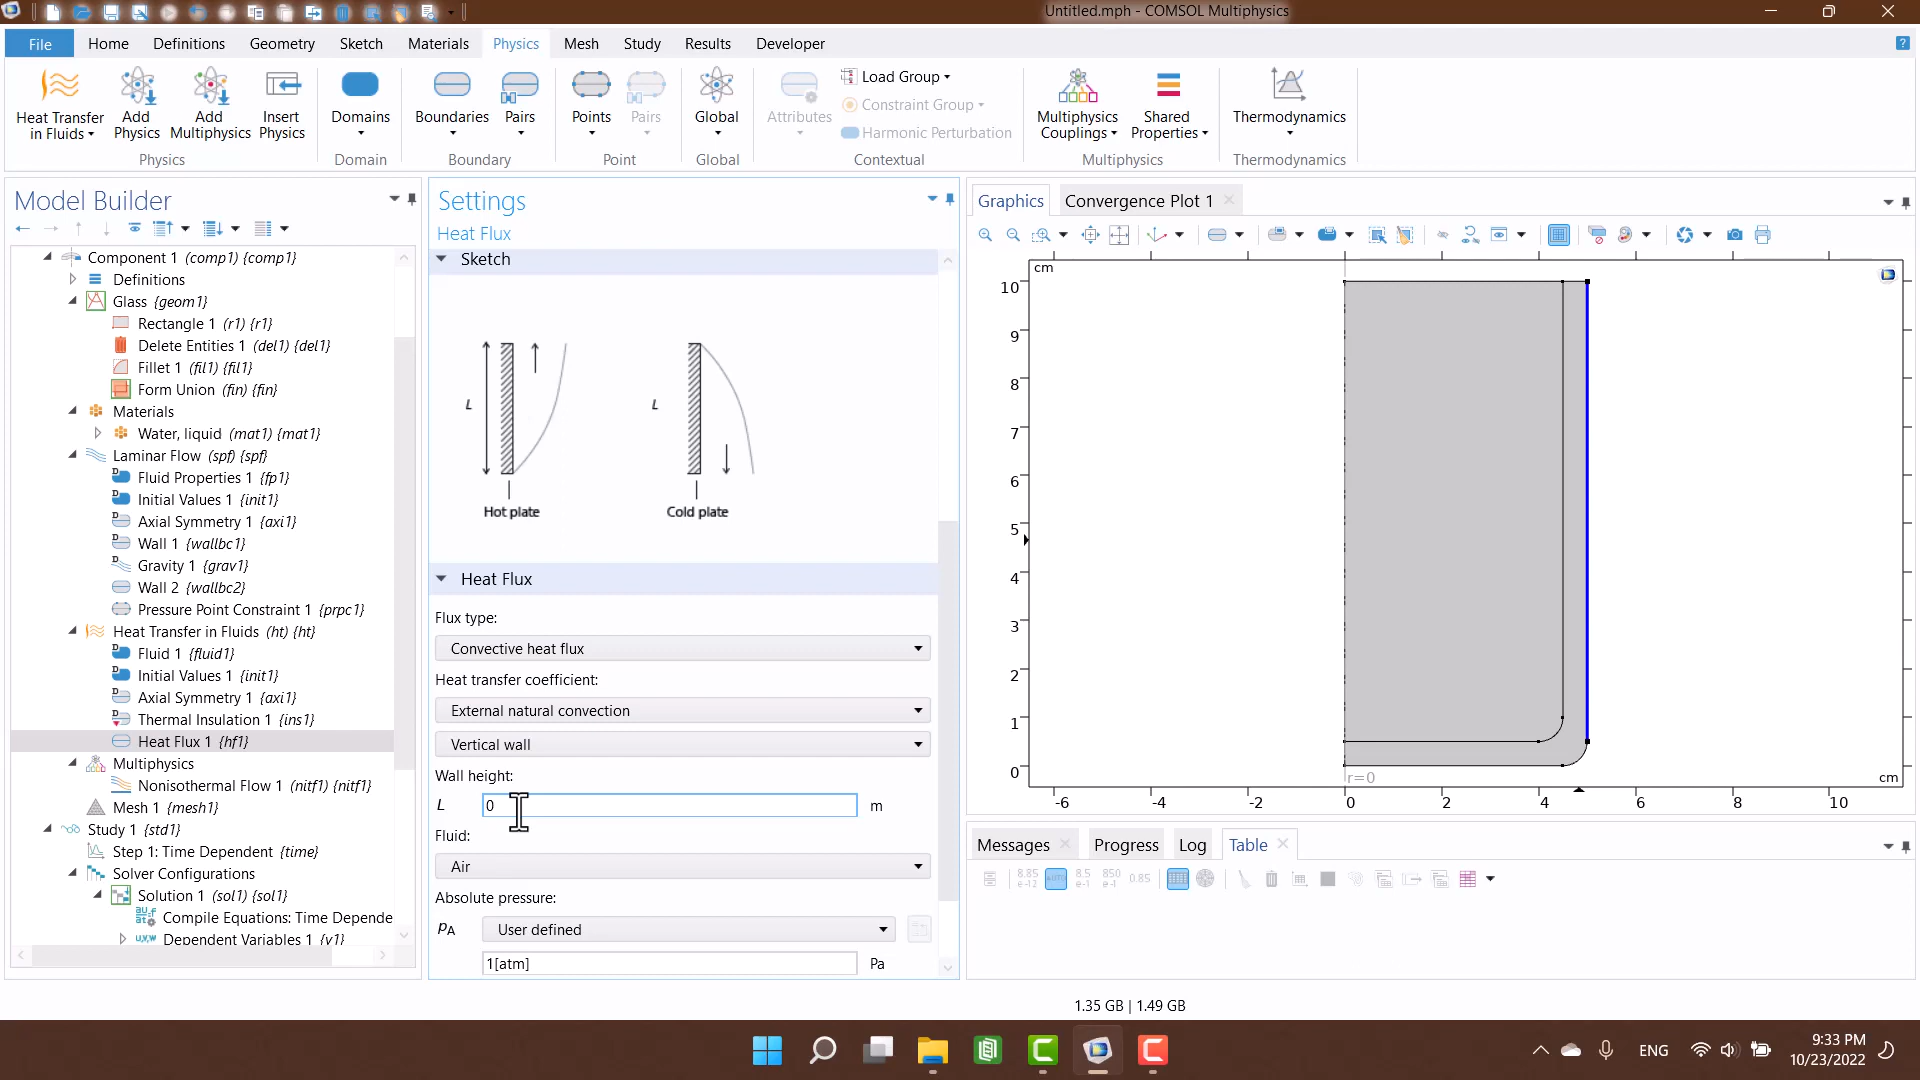 Untitled.mph - COMSOL Multiphysics
File Home Definitions Geometry Sketch Materials Physics Mesh Study Results Developer
Heat Transfer in Fluids
Add Physics
Add Multiphysics
Insert Physics
Physics
Domains
Domain
Boundaries
Pairs
Boundary
Points
Pairs
Point
Global
Global
Attributes
Load Group
Constraint Group
Harmonic Perturbation
Contextual
Multiphysics Couplings
Shared Properties
Multiphysics
Thermodynamics
Thermodynamics
Model Builder
Component 1 (comp1) {comp1}
Definitions
Glass {geom1}
Rectangle 1 (r1) {r1}
Delete Entities 1 (del1) {del1}
Fillet 1 (fil1) {fil1}
Form Union (fin) {fin}
Materials
Water, liquid (mat1) {mat1}
Laminar Flow (spf) {spf}
Fluid Properties 1 {fp1}
Initial Values 1 {init1}
Axial Symmetry 1 {axi1}
Wall 1 {wallbc1}
Gravity 1 {grav1}
Wall 2 {wallbc2}
Pressure Point Constraint 1 {prpc1}
Heat Transfer in Fluids (ht) {ht}
Fluid 1 {fluid1}
Initial Values 1 {init1}
Axial Symmetry 1 {axi1}
Thermal Insulation 1 {ins1}
Heat Flux 1 {hf1}
Multiphysics
Nonisothermal Flow 1 (nitf1) {nitf1}
Mesh 1 {mesh1}
Study 1 {std1}
Step 1: Time Dependent {time}
Solver Configurations
Solution 1 (sol1) {sol1}
Compile Equations: Time Depende
Dependent Variables 1 {v1}
Settings
Heat Flux
Sketch
L
L
Hot plate
Cold plate
Heat Flux
Flux type:
Convective heat flux
Heat transfer coefficient:
External natural convection
Vertical wall
Wall height:
L 0 m
Fluid:
Air
Absolute pressure:
pA User defined
1[atm] Pa
Graphics Convergence Plot 1
cm
10
9
8
7
6
5
4
3
2
1
0
r=0
cm
-6 -4 -2 0 2 4 6 8 10
Messages Progress Log Table
8.85 e-12
AUTO
8.5 e-1
850 e-1
0.85
1.35 GB | 1.49 GB
ENG
9:33 PM
10/23/2022